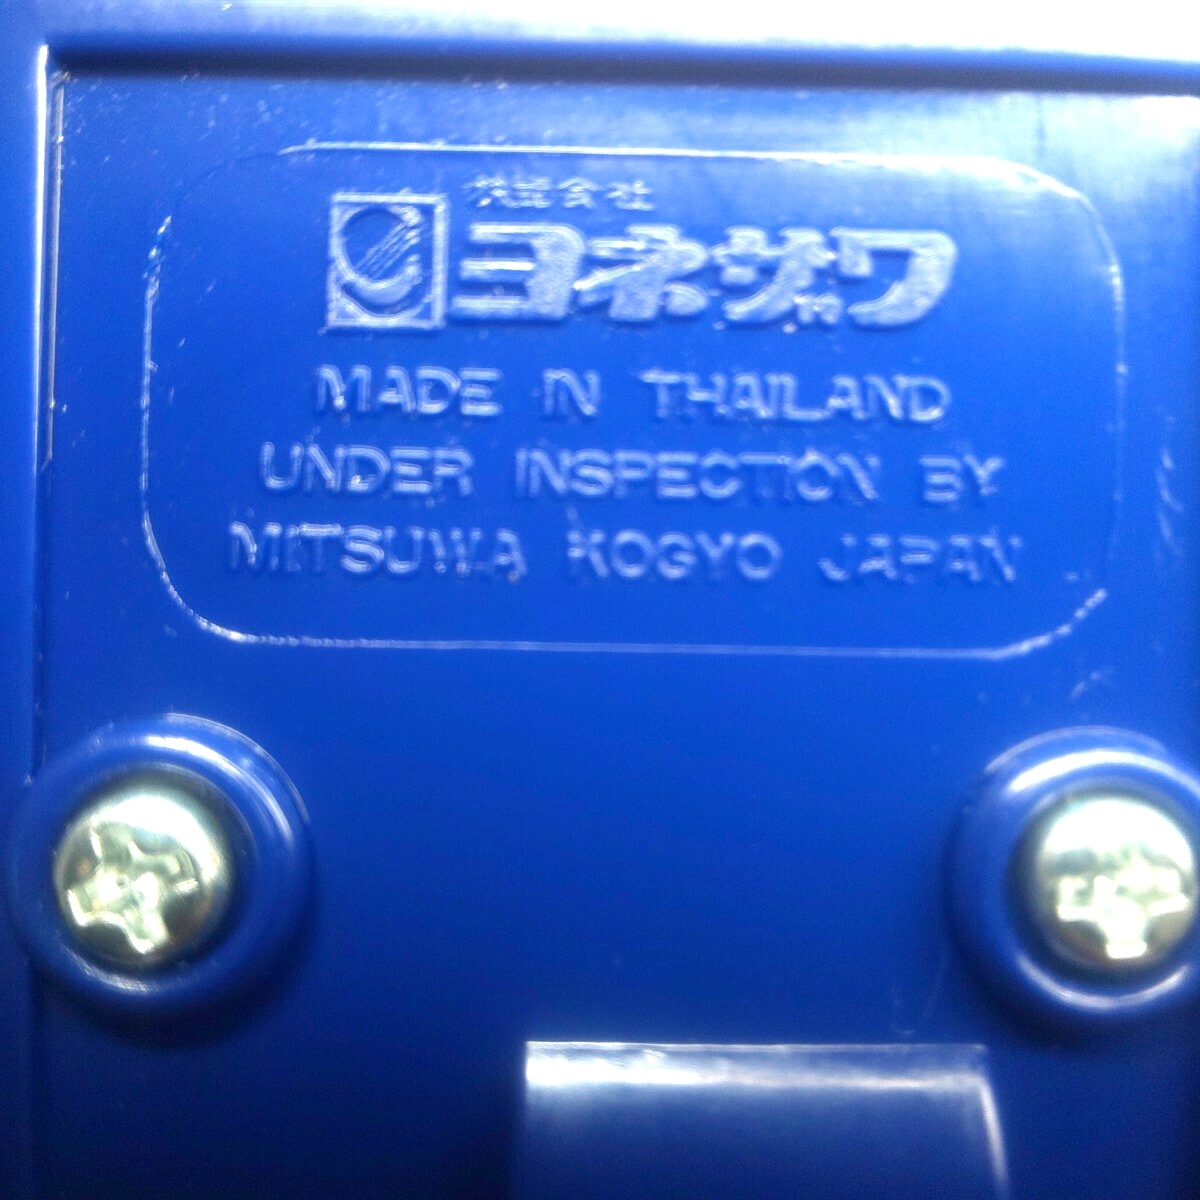 株式会社
ヨネザワ
MADE IN THAILAND
UNDER INSPECTION BY
MITSUWA KOGYO JAPAN